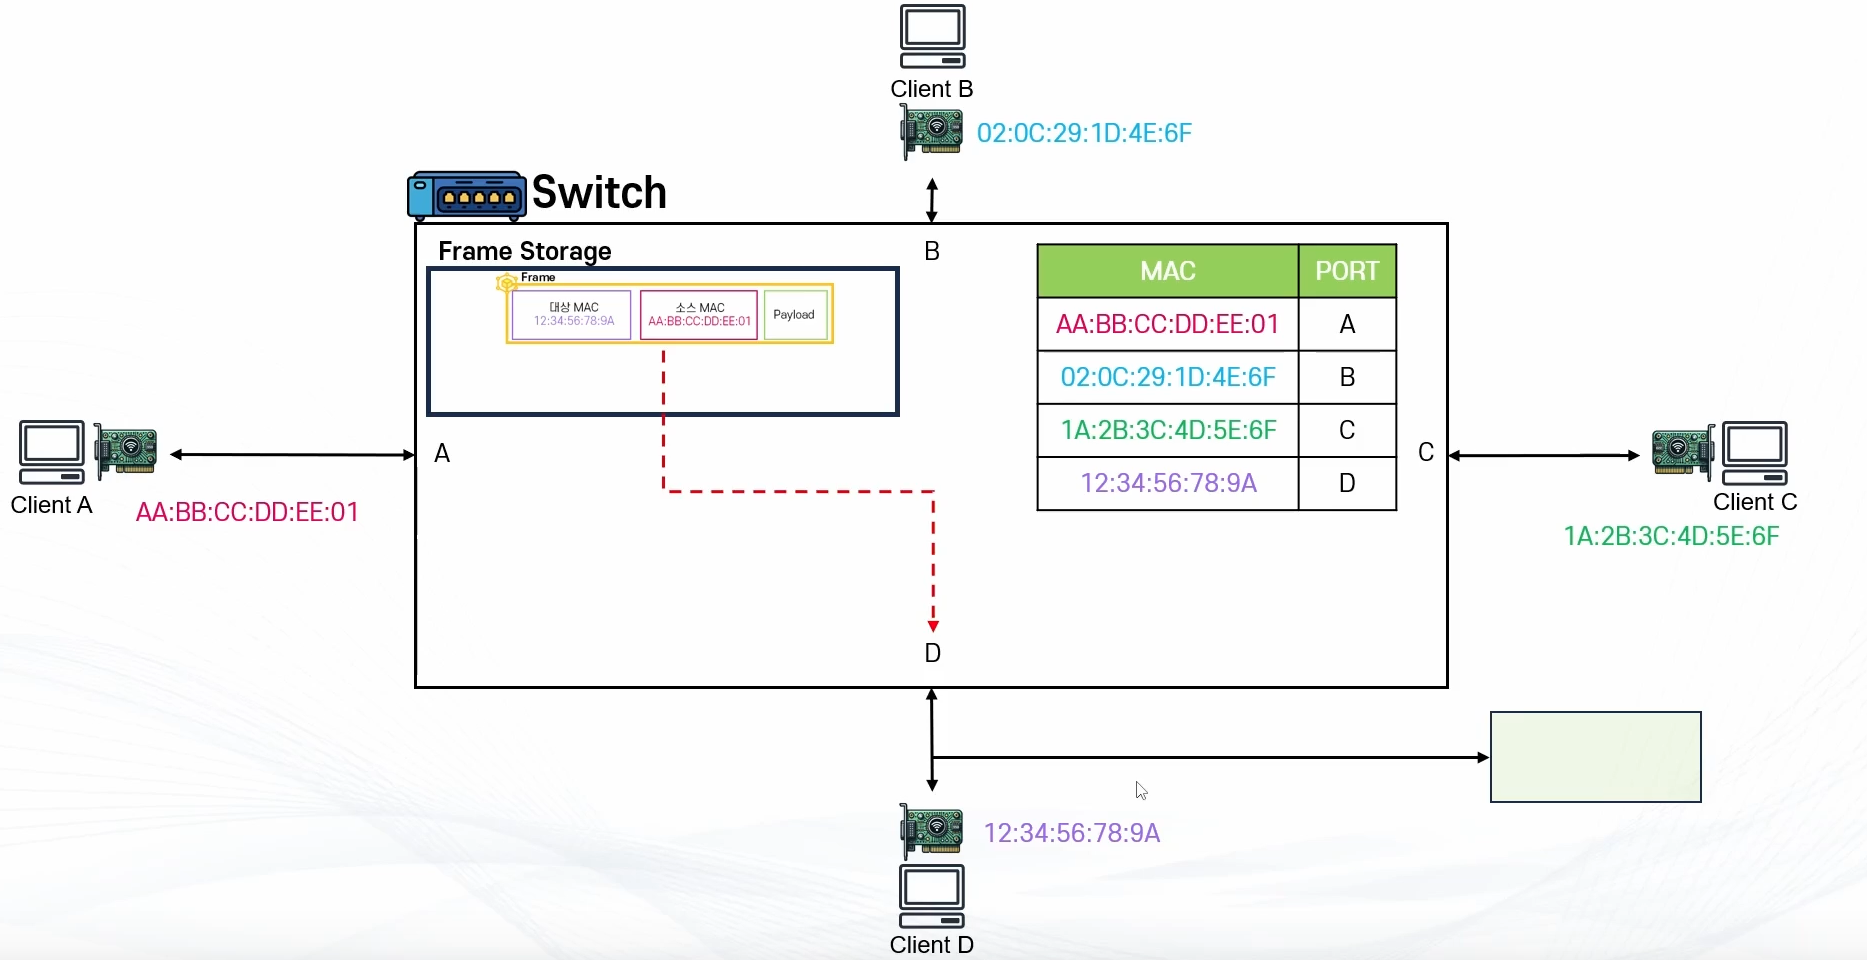 Client B
02:0C:29:1D:4E:6F
Switch
Frame Storage
B
Frame
대상 MAC
12:34:56:78:9A
소스 MAC
AA:BB:CC:DD:EE:01
Payload
MAC PORT
AA:BB:CC:DD:EE:01 A
02:0C:29:1D:4E:6F B
1A:2B:3C:4D:5E:6F C
12:34:56:78:9A D
A
C
Client A
AA:BB:CC:DD:EE:01
Client C
1A:2B:3C:4D:5E:6F
D
12:34:56:78:9A
Client D